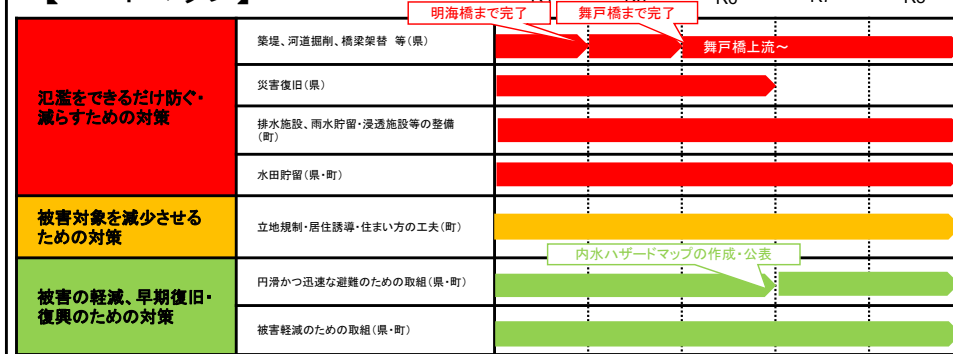 明海橋まで完了
舞戸橋まで完了
築堤、河道掘削、橋梁架替 等(県)
舞戸橋上流～
氾濫をできるだけ防ぐ・
減らすための対策
災害復旧(県)
排水施設、雨水貯留・浸透施設等の整備
(町)
水田貯留(県・町)
被害対象を減少させる
ための対策
立地規制・居住誘導・住まい方の工夫(町)
内水ハザードマップの作成・公表
被害の軽減、早期復旧・
復興のための対策
円滑かつ迅速な避難のための取組(県・町)
被害軽減のための取組(県・町)